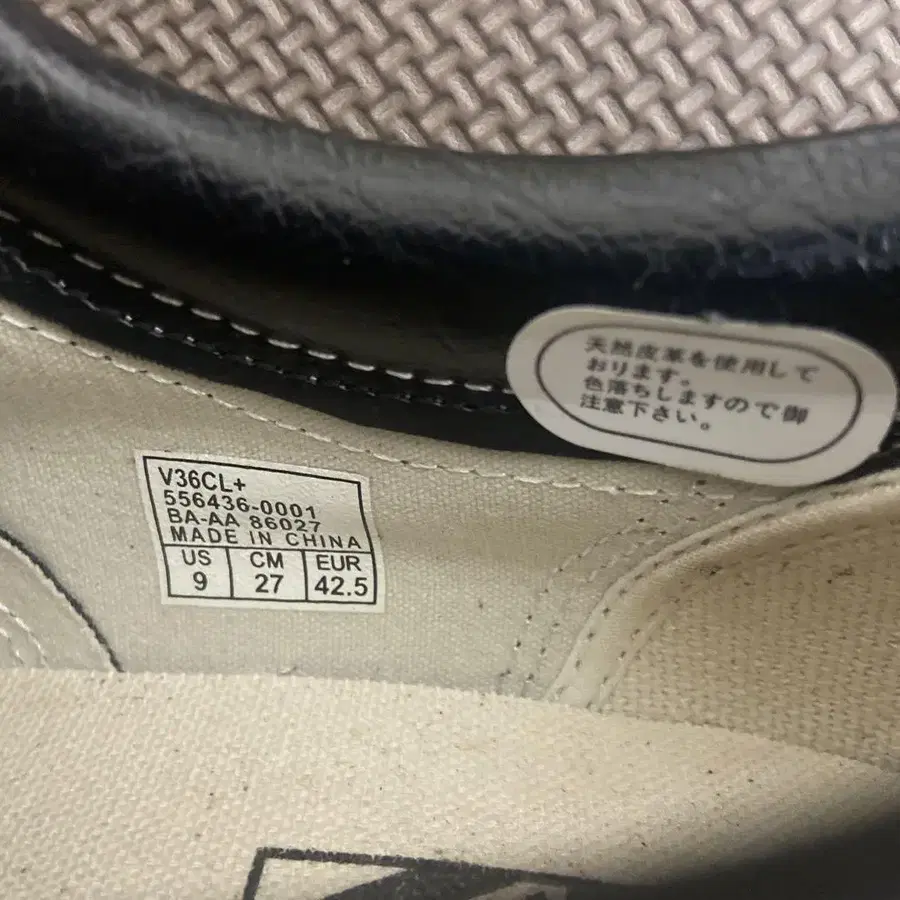 天然皮革を使用して
おります。
色落ちしますので御
注意下さい。
V36CL+
556436-0001
BA-AA 86027
MADE IN CHINA
US CM EUR
9 27 42.5